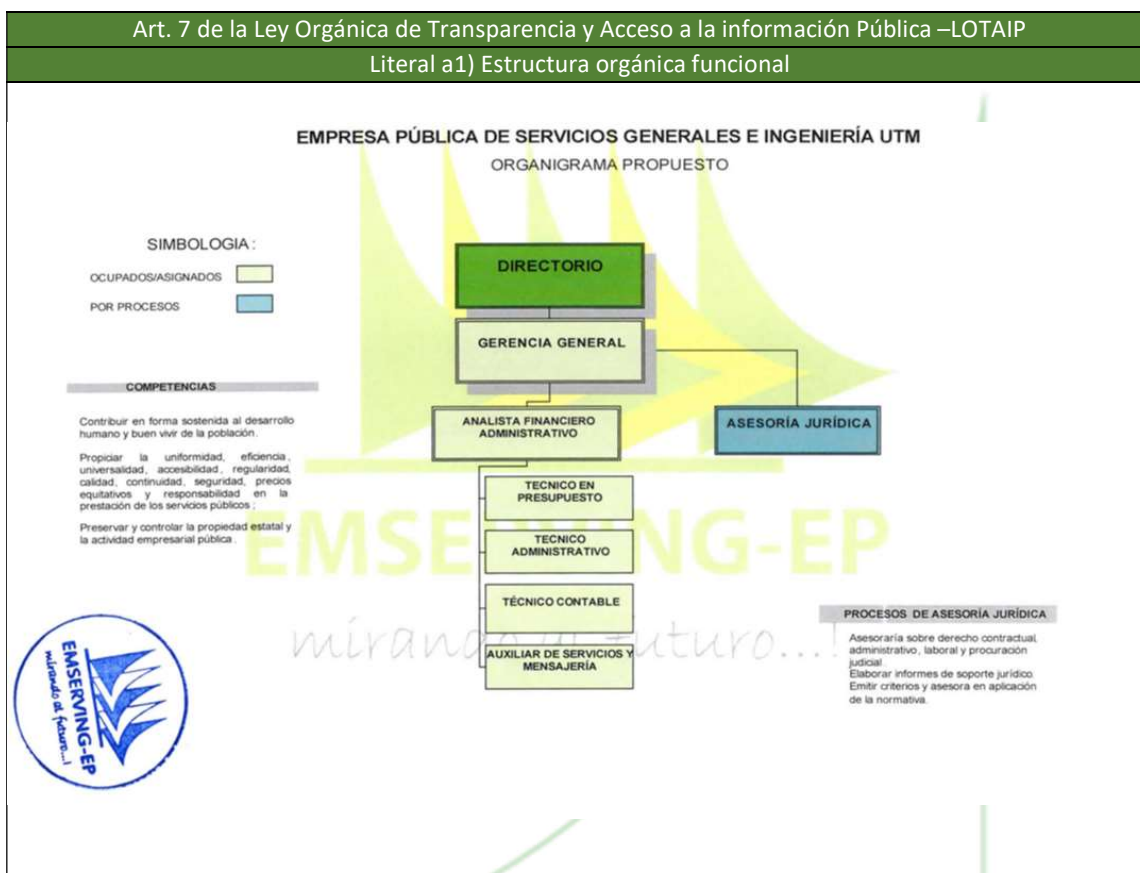 Art. 7 de la Ley Orgánica de Transparencia y Acceso a la información Pública –LOTAIP
Literal a1) Estructura orgánica funcional
EMPRESA PÚBLICA DE SERVICIOS GENERALES E INGENIERÍA UTM
ORGANIGRAMA PROPUESTO
SIMBOLOGIA :
OCUPADOS/ASIGNADOS
POR PROCESOS
DIRECTORIO
GERENCIA GENERAL
COMPETENCIAS
Contribuir en forma sostenida al desarrollo
humano y buen vivir de la población.
Propiciar la uniformidad, eficiencia,
universalidad, accesibilidad, regularidad,
calidad, continuidad, seguridad, precios
equitativos y responsabilidad en la
prestación de los servicios públicos ;
Preservar y controlar la propiedad estatal y
la actividad empresarial pública .
ANALISTA FINANCIERO
ADMINISTRATIVO
ASESORÍA JURÍDICA
TECNICO EN
PRESUPUESTO
TECNICO
ADMINISTRATIVO
TÉCNICO CONTABLE
AUXILIAR DE SERVICIOS Y
MENSAJERÍA
EMSERVING-EP
mirando al futuro...!
PROCESOS DE ASESORÍA JURÍDICA
Asesoraría sobre derecho contractual,
administrativo, laboral y procuración
judicial.
Elaborar informes de soporte jurídico.
Emitir criterios y asesora en aplicación
de la normativa.
EMSERVING-EP
mirando al futuro...!